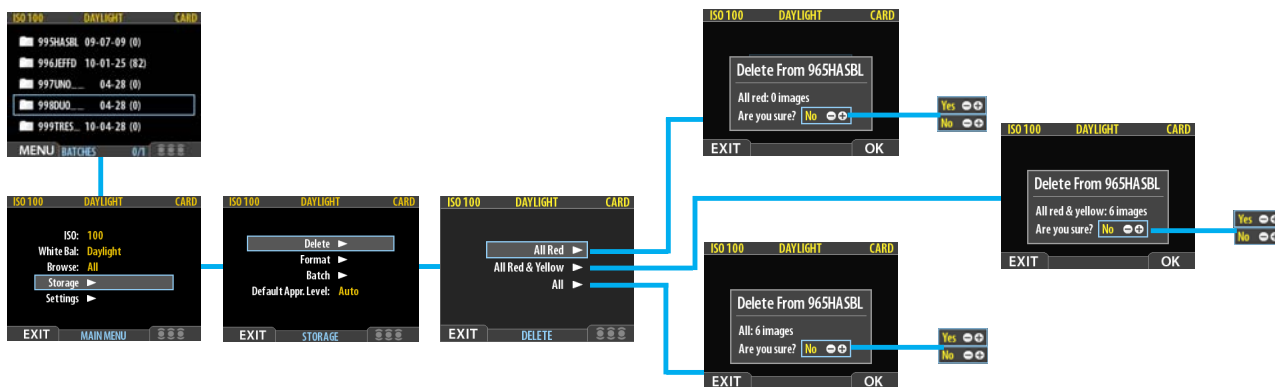 ISO 100 DAYLIGHT CARD
995HASBL 09-07-09 (0)
996JEFFD 10-01-25 (82)
997UNO_ _ 04-28 (0)
998DUO_ _ 04-28 (0)
999TRES_ 10-04-28 (0)
MENU BATCHES 0/1
ISO 100 DAYLIGHT CARD
ISO: 100
White Bal: Daylight
Browse: All
Storage
Settings
EXIT MAIN MENU
ISO 100 DAYLIGHT CARD
Delete
Format
Batch
Default Appr. Level: Auto
EXIT STORAGE
ISO 100 DAYLIGHT CARD
All Red
All Red & Yellow
All
EXIT DELETE
ISO 100 DAYLIGHT CARD
Delete From 965HASBL
All red: 0 images
Are you sure? No
EXIT OK
Yes
No
ISO 100 DAYLIGHT CARD
Delete From 965HASBL
All red & yellow: 6 images
Are you sure? No
EXIT OK
Yes
No
ISO 100 DAYLIGHT CARD
Delete From 965HASBL
All: 6 images
Are you sure? No
EXIT OK
Yes
No